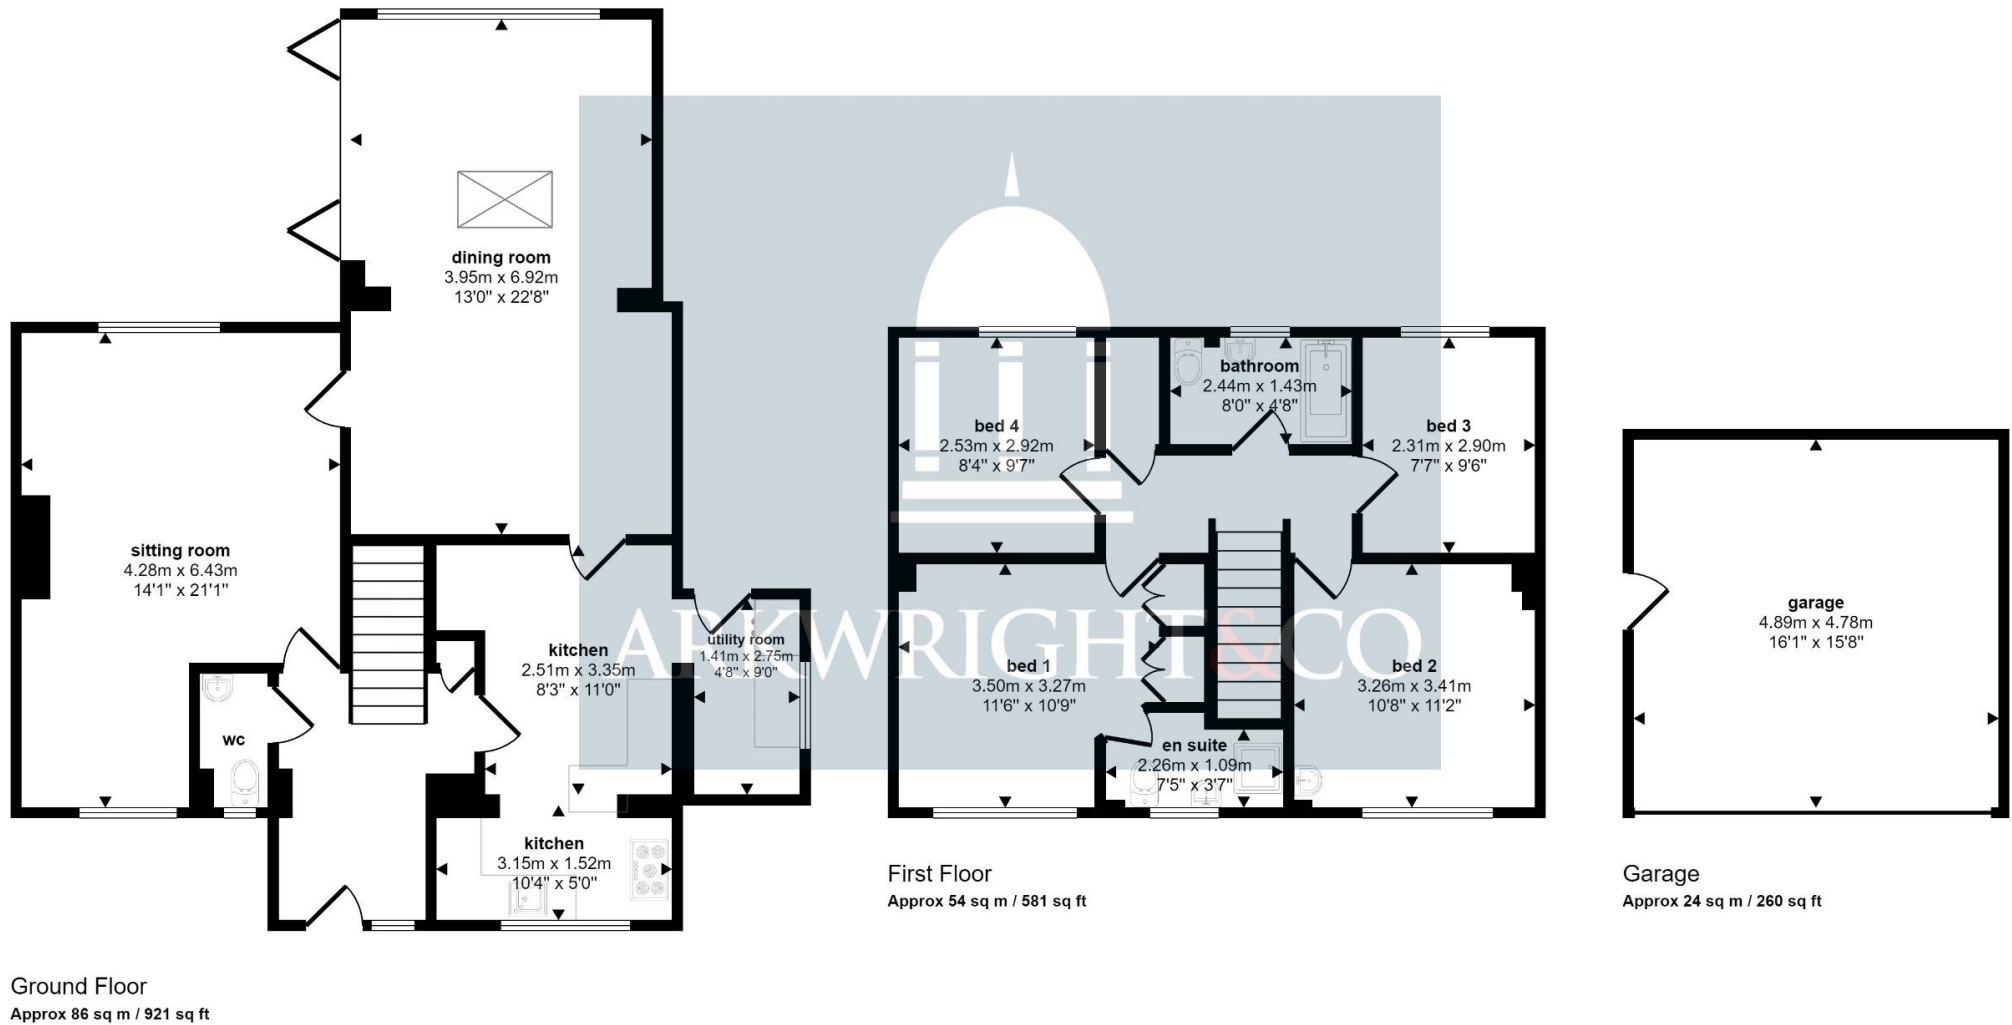 dining room
3.95m x 6.92m
13'0" x 22'8"
sitting room
4.28m x 6.43m
14'1" x 21'1"
wc
kitchen
2.51m x 3.35m
8'3" x 11'0"
utility room
1.41m x 2.75m
4'8" x 9'0"
kitchen
3.15m x 1.52m
10'4" x 5'0"
Ground Floor
Approx 86 sq m / 921 sq ft
ARKWRIGHT&CO
bed 4
2.53m x 2.92m
8'4" x 9'7"
bathroom
2.44m x 1.43m
8'0" x 4'8"
bed 3
2.31m x 2.90m
7'7" x 9'6"
bed 1
3.50m x 3.27m
11'6" x 10'9"
bed 2
3.26m x 3.41m
10'8" x 11'2"
en suite
2.26m x 1.09m
7'5" x 3'7"
First Floor
Approx 54 sq m / 581 sq ft
garage
4.89m x 4.78m
16'1" x 15'8"
Garage
Approx 24 sq m / 260 sq ft